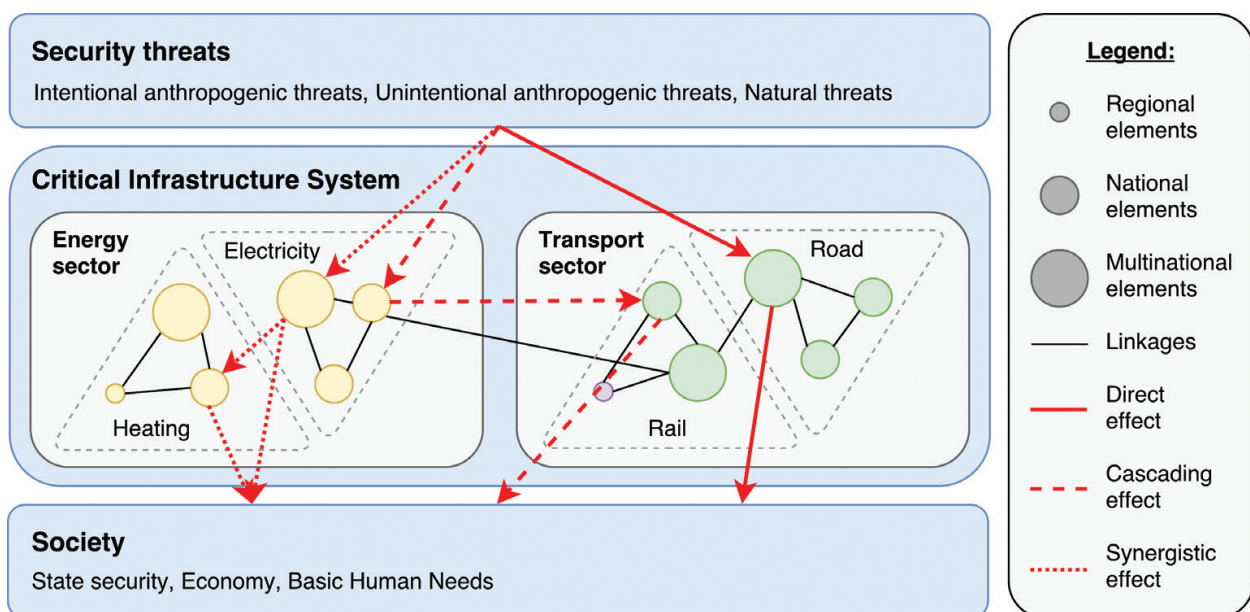 Security threats
Intentional anthropogenic threats, Unintentional anthropogenic threats, Natural threats
Critical Infrastructure System
Energy
sector
Electricity
Heating
Transport
sector
Road
Rail
Society
State security, Economy, Basic Human Needs
Legend:
Regional
elements
National
elements
Multinational
elements
Linkages
Direct
effect
Cascading
effect
Synergistic
effect